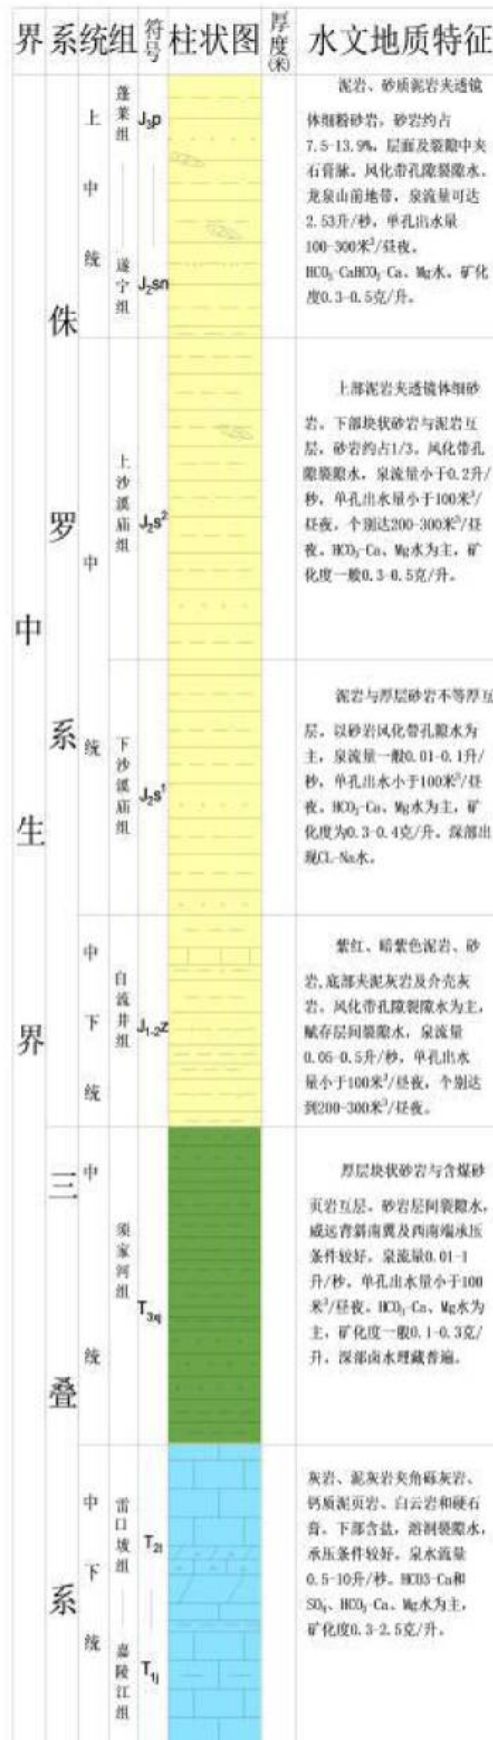 界 系 统 组 符号 柱状图 厚度(米) 水文地质特征
中生界
侏罗系
三叠系
上中统
蓬莱组
遂宁组
J₃p
J₂sn
泥岩、砂质泥岩夹透镜
体细粉砂岩，砂岩约占
7.5-13.9%，层面及裂隙中夹
石膏脉。风化带孔隙裂隙水。
龙泉山前地带，泉流量可达
2.53升/秒，单孔出水量
100-300米³/昼夜。
HCO₃-CaHCO₃-Ca、Mg水。矿化
度0.3-0.5克/升。
中统
上沙溪庙组
J₂s²
上部泥岩夹透镜体细砂
岩。下部块状砂岩与泥岩互
层，砂岩约占1/3。风化带孔
隙裂隙水，泉流量小于0.2升/
秒，单孔出水量小于100米³/
昼夜，个别达200-300米³/昼
夜。HCO₃-Ca、Mg水为主，矿
化度一般0.3-0.5克/升。
下沙溪庙组
J₂s¹
泥岩与厚层砂岩不等厚互
层，以砂岩风化带孔隙水为
主，泉流量一般0.01-0.1升/
秒，单孔出水小于100米³/昼
夜。HCO₃-Ca、Mg水为主，矿
化度为0.3-0.4克/升。深部出
现CL-Na水。
中下统
自流井组
J₁₋₂z
紫红、暗紫色泥岩、砂
岩,底部夹泥灰岩及介壳灰
岩。风化带孔隙裂隙水为主，
赋存层间裂隙水，泉流量
0.05-0.5升/秒，单孔出水
量小于100米³/昼夜，个别达
到200-300米³/昼夜。
中统
须家河组
T₃ₓⱼ
厚层块状砂岩与含煤砂
页岩互层。砂岩层间裂隙水，
威远背斜南翼及西南端承压
条件较好，泉流量0.01-1
升/秒，单孔出水量小于100
米³/昼夜。HCO₃-Ca、Mg水为
主，矿化度一般0.1-0.3克/
升，深部卤水埋藏普遍。
中下统
雷口坡组
嘉陵江组
T₂ₗ
T₁ⱼ
灰岩、泥灰岩夹角砾灰岩、
钙质泥页岩、白云岩和硬石
膏。下部含盐，溶洞裂隙水，
承压条件较好。泉水流量
0.5-10升/秒。HCO3-Ca和
SO₄、HCO₃-Ca、Mg水为主，
矿化度0.3-2.5克/升。